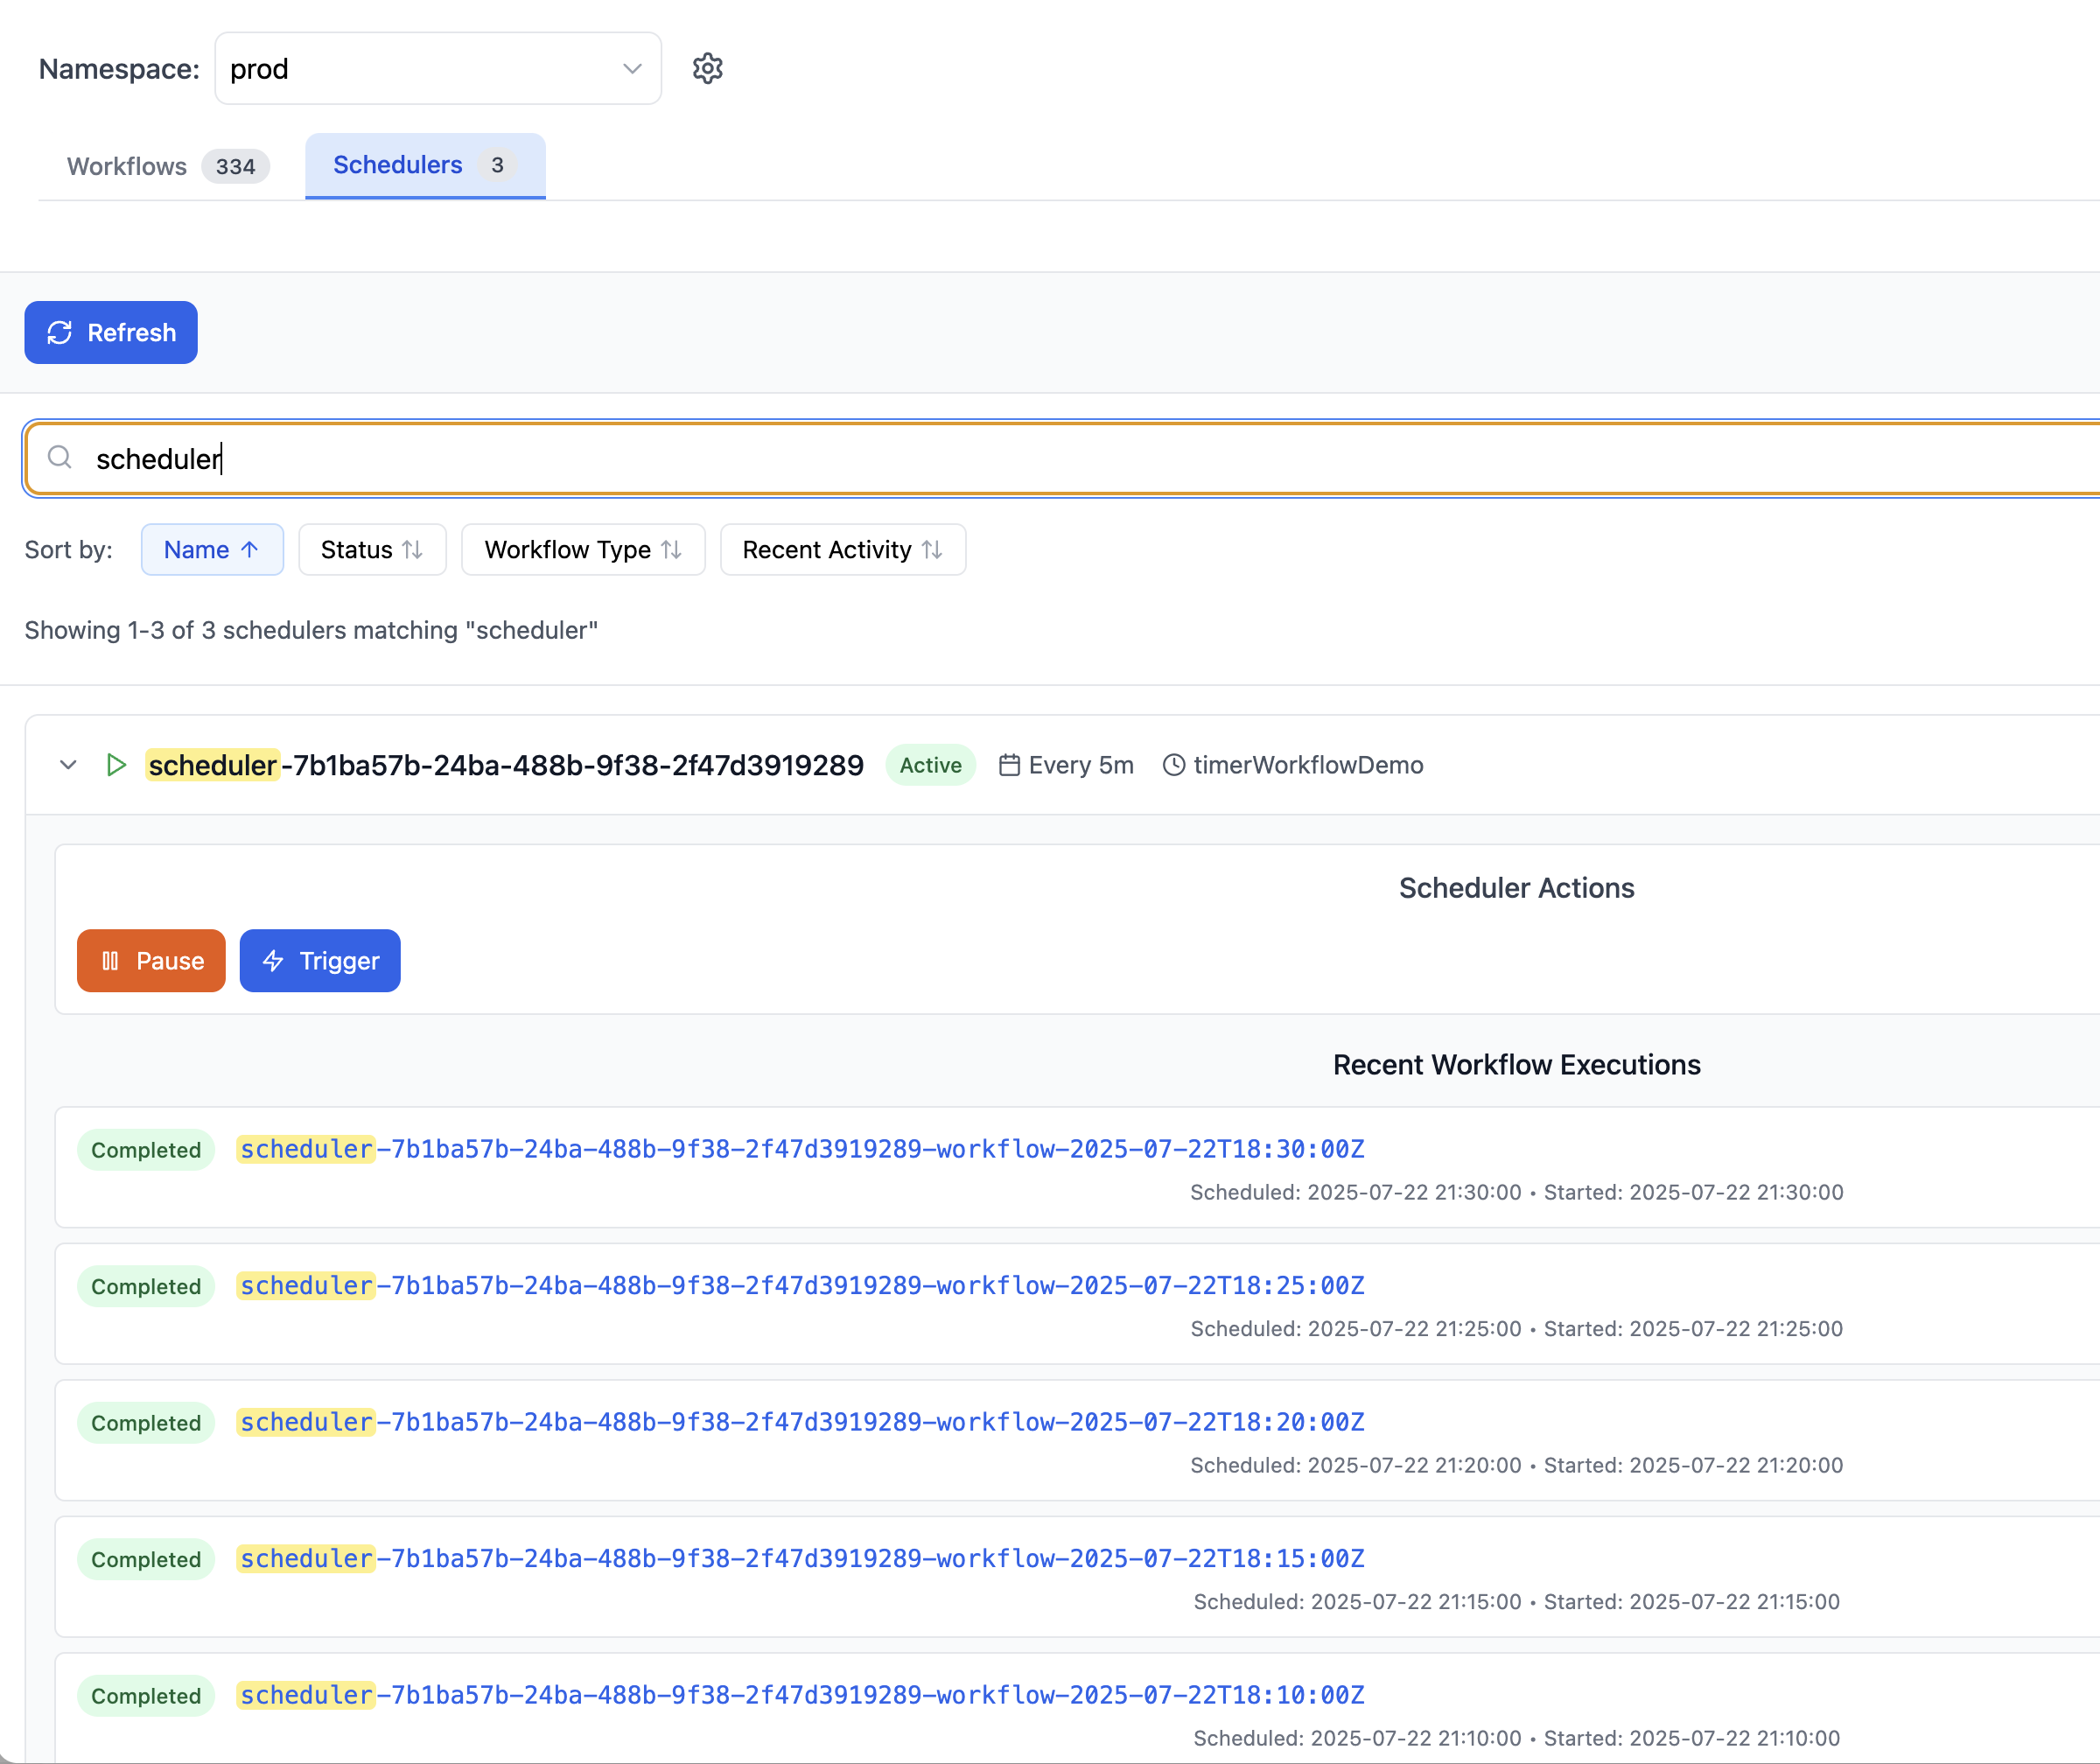 Namespace: prod
Workflows 334 Schedulers 3
Refresh
scheduler
Sort by: Name Status Workflow Type Recent Activity
Showing 1-3 of 3 schedulers matching "scheduler"
scheduler-7b1ba57b-24ba-488b-9f38-2f47d3919289 Active Every 5m timerWorkflowDemo
Scheduler Actions
Pause Trigger
Recent Workflow Executions
Completed scheduler-7b1ba57b-24ba-488b-9f38-2f47d3919289-workflow-2025-07-22T18:30:00Z
Scheduled: 2025-07-22 21:30:00 • Started: 2025-07-22 21:30:00
Completed scheduler-7b1ba57b-24ba-488b-9f38-2f47d3919289-workflow-2025-07-22T18:25:00Z
Scheduled: 2025-07-22 21:25:00 • Started: 2025-07-22 21:25:00
Completed scheduler-7b1ba57b-24ba-488b-9f38-2f47d3919289-workflow-2025-07-22T18:20:00Z
Scheduled: 2025-07-22 21:20:00 • Started: 2025-07-22 21:20:00
Completed scheduler-7b1ba57b-24ba-488b-9f38-2f47d3919289-workflow-2025-07-22T18:15:00Z
Scheduled: 2025-07-22 21:15:00 • Started: 2025-07-22 21:15:00
Completed scheduler-7b1ba57b-24ba-488b-9f38-2f47d3919289-workflow-2025-07-22T18:10:00Z
Scheduled: 2025-07-22 21:10:00 • Started: 2025-07-22 21:10:00